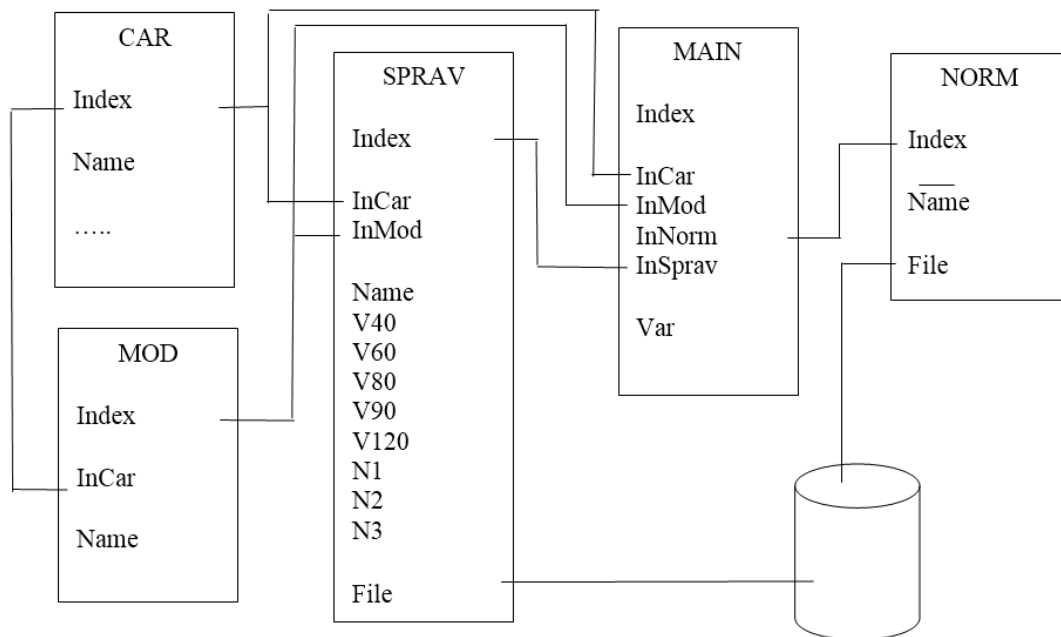 CAR
Index
Name
…..
MOD
Index
InCar
Name
SPRAV
Index
InCar
InMod
Name
V40
V60
V80
V90
V120
N1
N2
N3
File
MAIN
Index
InCar
InMod
InNorm
InSprav
Var
NORM
Index
Name
File